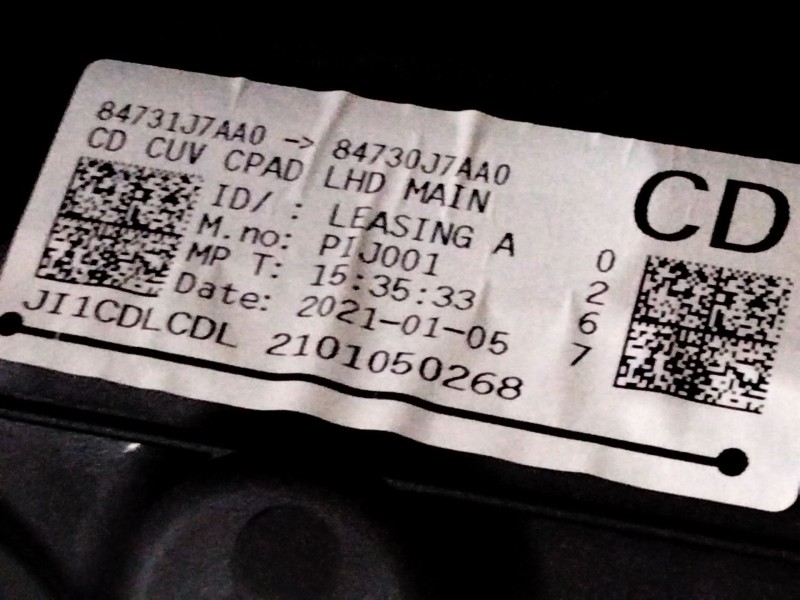 84731J7AA0 -> 84730J7AA0
CD CUV CPAD LHD MAIN
CD
ID/ : LEASING A
M.no: PIJ001
MP T: 15:35:33
Date: 2021-01-05
0
2
6
7
JI1CDLCDL 2101050268